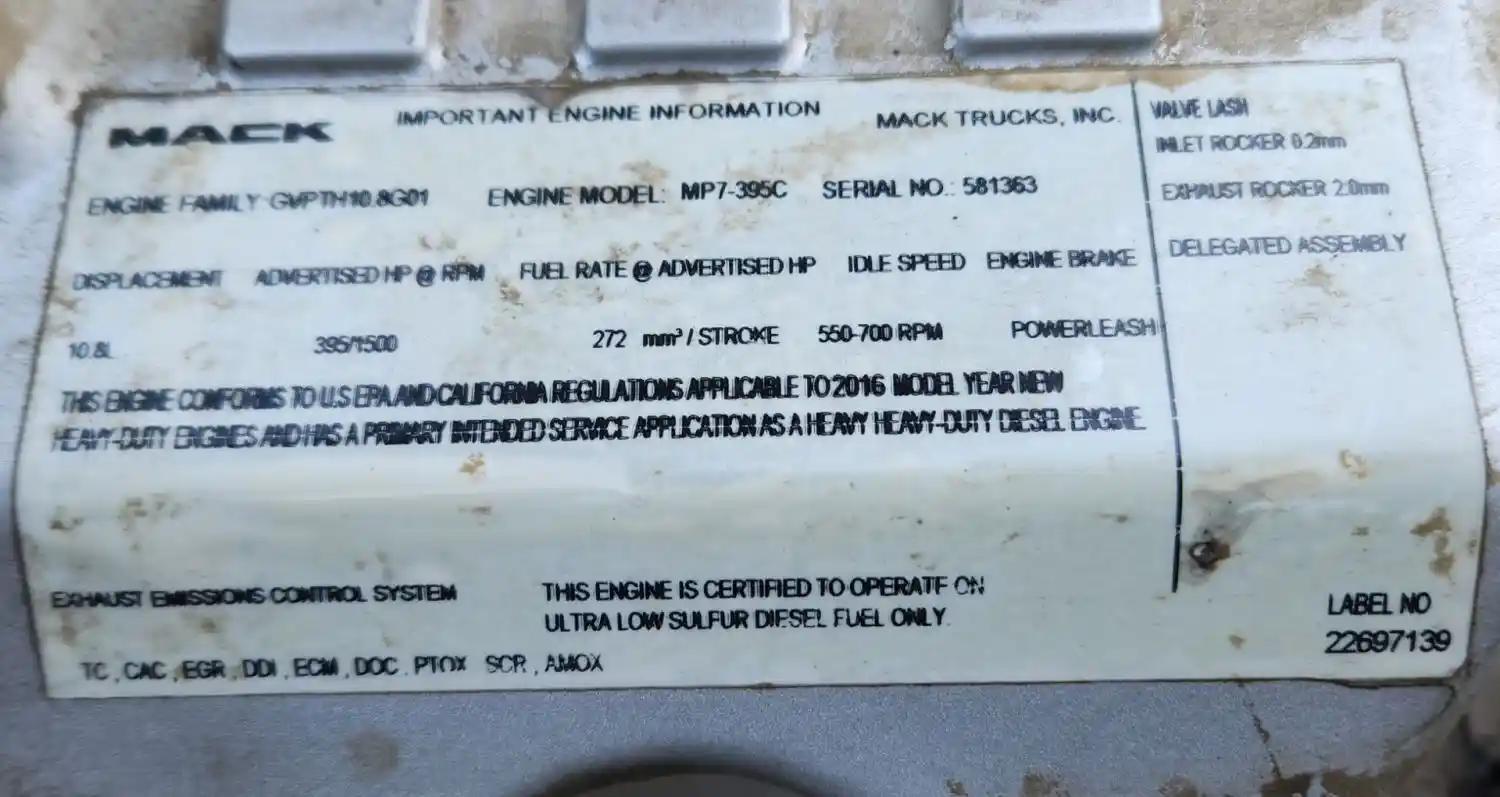 MACK
IMPORTANT ENGINE INFORMATION
MACK TRUCKS, INC.
ENGINE FAMILY GVPTH10.8G01 ENGINE MODEL: MP7-395C SERIAL NO.: 581363
DISPLACEMENT ADVERTISED HP @ RPM FUEL RATE @ ADVERTISED HP IDLE SPEED ENGINE BRAKE
10.8L 395/1500 272 mm³ / STROKE 550-700 RPM POWERLEASH
THIS ENGINE CONFORMS TO U.S EPA AND CALIFORNIA REGULATIONS APPLICABLE TO 2016 MODEL YEAR NEW
HEAVY-DUTY ENGINES AND HAS A PRIMARY INTENDED SERVICE APPLICATION AS A HEAVY HEAVY-DUTY DIESEL ENGINE
EXHAUST EMISSIONS CONTROL SYSTEM
TC , CAC , EGR , DDI , ECM , DOC , PTOX SCR , AMOX
THIS ENGINE IS CERTIFIED TO OPERATE ON
ULTRA LOW SULFUR DIESEL FUEL ONLY.
VALVE LASH
INLET ROCKER 0.2mm
EXHAUST ROCKER 2.0mm
DELEGATED ASSEMBLY
LABEL NO
22697139